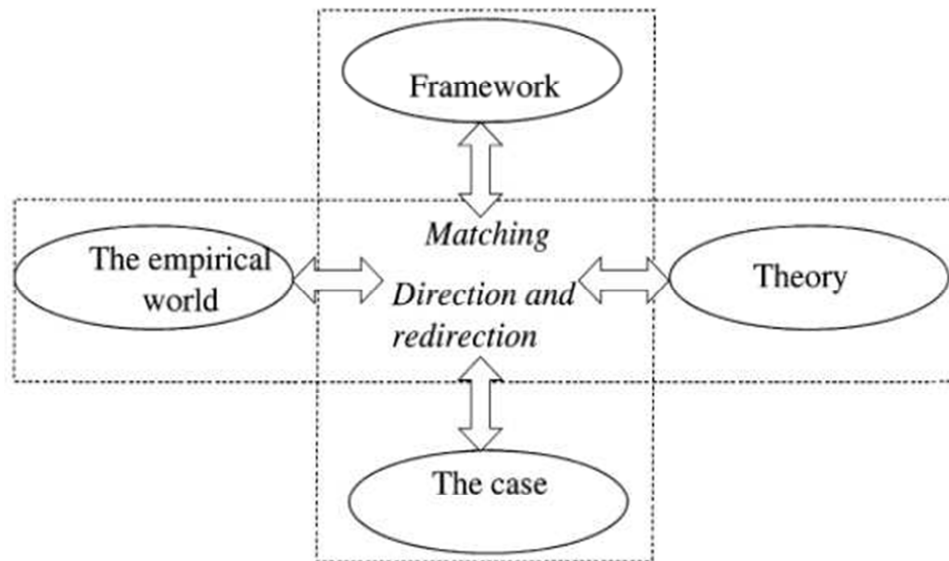 Framework
Matching
The empirical
world
Direction and
redirection
Theory
The case